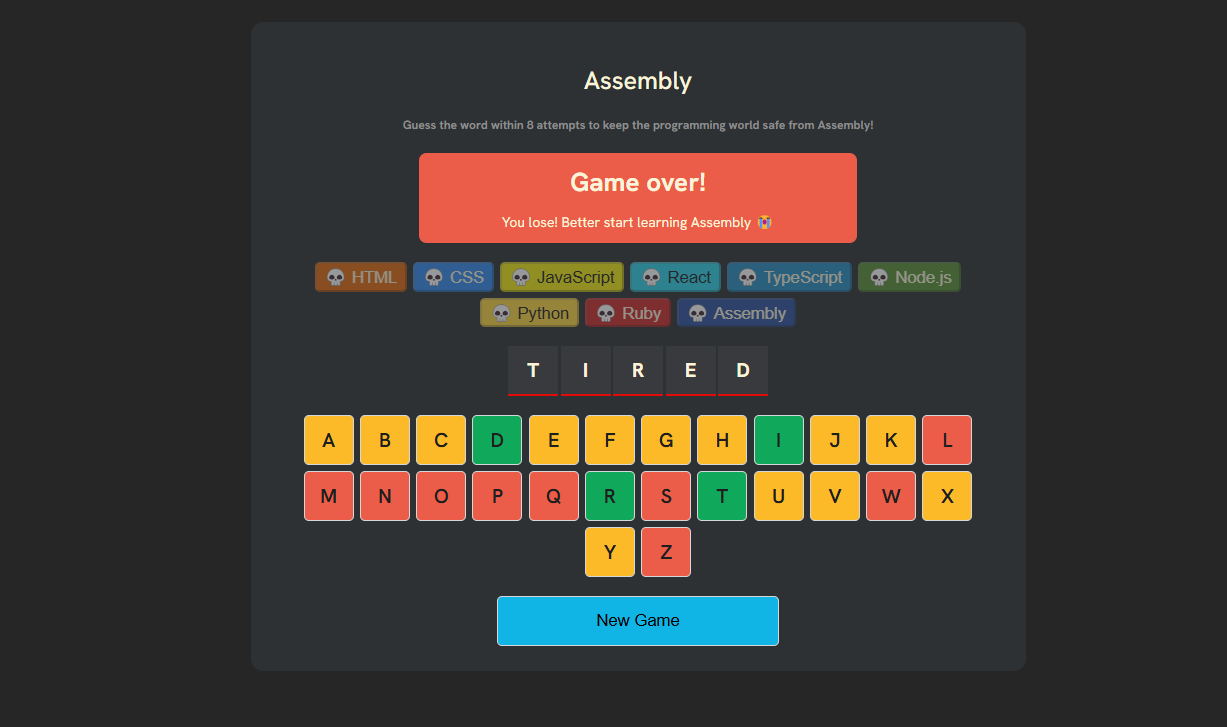 Assembly
Guess the word within 8 attempts to keep the programming world safe from Assembly!
Game over!
You lose! Better start learning Assembly 😭
💀 HTML 💀 CSS 💀 JavaScript 💀 React 💀 TypeScript 💀 Node.js
💀 Python 💀 Ruby 💀 Assembly
T I R E D
A B C D E F G H I J K L
M N O P Q R S T U V W X
Y Z
New Game